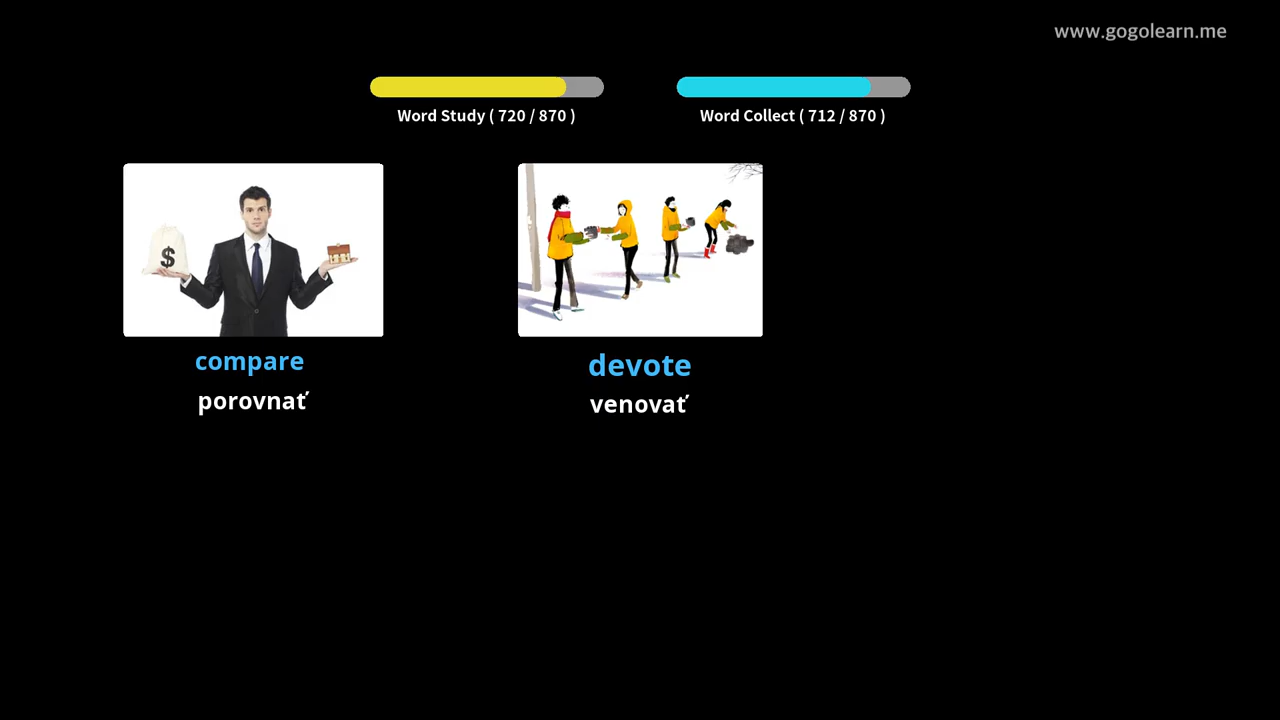 www.gogolearn.me
Word Study ( 720 / 870 )
Word Collect ( 712 / 870 )
$
compare
porovnať
devote
venovať